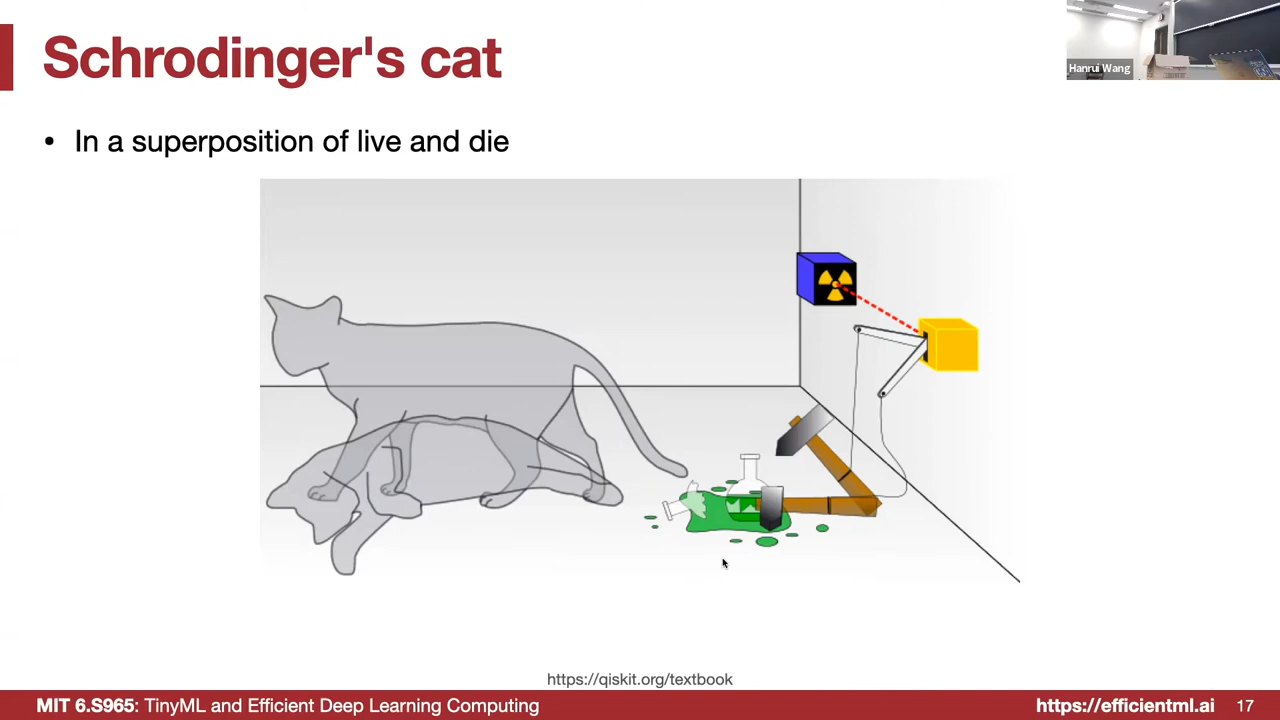 Schrodinger's cat
Hanrui Wang
• In a superposition of live and die
https://qiskit.org/textbook
MIT 6.S965: TinyML and Efficient Deep Learning Computing
https://efficientml.ai 17